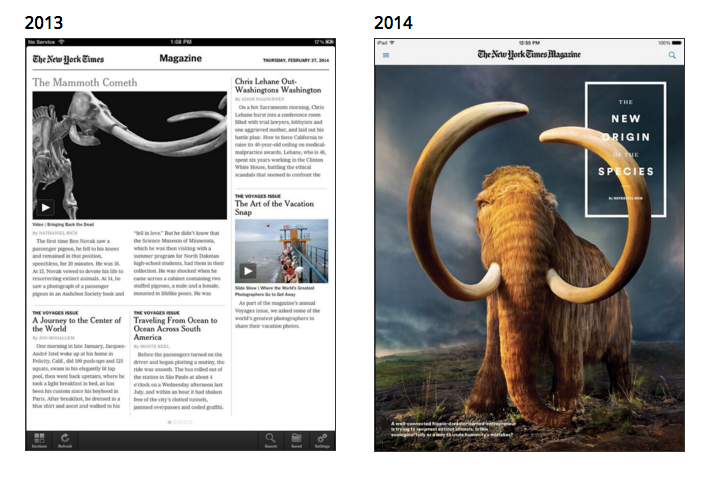 2013
2014
No Service
1:08 PM
17%
The New York Times
Magazine
THURSDAY, FEBRUARY 27, 2014
The Mammoth Cometh
Video | Bringing Back the Dead
By NATHANIEL RICH
The first time Ben Novak saw a
passenger pigeon, he fell to his knees
and remained in that position,
speechless, for 20 minutes. He was 16.
At 13, Novak vowed to devote his life to
resurrecting extinct animals. At 14, he
saw a photograph of a passenger
pigeon in an Audubon Society book and
"fell in love." But he didn't know that
the Science Museum of Minnesota,
which he was then visiting with a
summer program for North Dakota
high-school students, had them in their
collection. He was shocked when he
came across a cabinet containing two
stuffed pigeons, a male and a female,
mounted in lifelike poses. He was
Chris Lehane Out-
Washingtons Washington
By ADAM NAGOURNEY
On a hot Sacramento morning, Chris
Lehane burst into a conference room
filled with trial lawyers, lobbyists and
one aggrieved mother, and laid out his
battle plan: How to force California to
raise its 40-year-old ceiling on medical-
malpractice awards. Lehane, who is 46,
spent six years working in the Clinton
White House, battling the ethical
scandals that seemed to confront the
THE VOYAGES ISSUE
The Art of the Vacation
Snap
Slide Show | Where the World's Greatest
Photographers Go to Get Away
As part of the magazine's annual
Voyages issue, we asked some of the
world's greatest photographers to
share their vacation photos.
THE VOYAGES ISSUE
A Journey to the Center of
the World
By JON MOOALLEM
One morning in late January, Jacques-
André Istel woke up at his home in
Felicity, Calif., did 100 push-ups and 125
squats, swam in his elegantly lit lap
pool, then went back upstairs, where he
took a light breakfast in bed, as has
been his custom since his boyhood in
Paris. After breakfast, he dressed in a
blue shirt and ascot and walked to his
THE VOYAGES ISSUE
Traveling From Ocean to
Ocean Across South
America
By MONTE REEL
Before the passengers turned on the
driver and began plotting a mutiny, the
ride was smooth. The bus rolled out of
the station in São Paulo at about 4
o'clock on a Wednesday afternoon last
July, and within an hour it had shaken
free of the city's clotted tunnels,
jammed overpasses and coded graffiti.
Sections
Refresh
Search
Saved
Settings
iPad
12:55 PM
100%
The New York Times Magazine
THE
NEW
ORIGIN
OF THE
SPECIES
By NATHANIEL RICH
A well-connected hippie-dreamer-turned-entrepreneur
is trying to resurrect extinct animals. Is this
ecological folly or a way to undo humanity's mistakes?